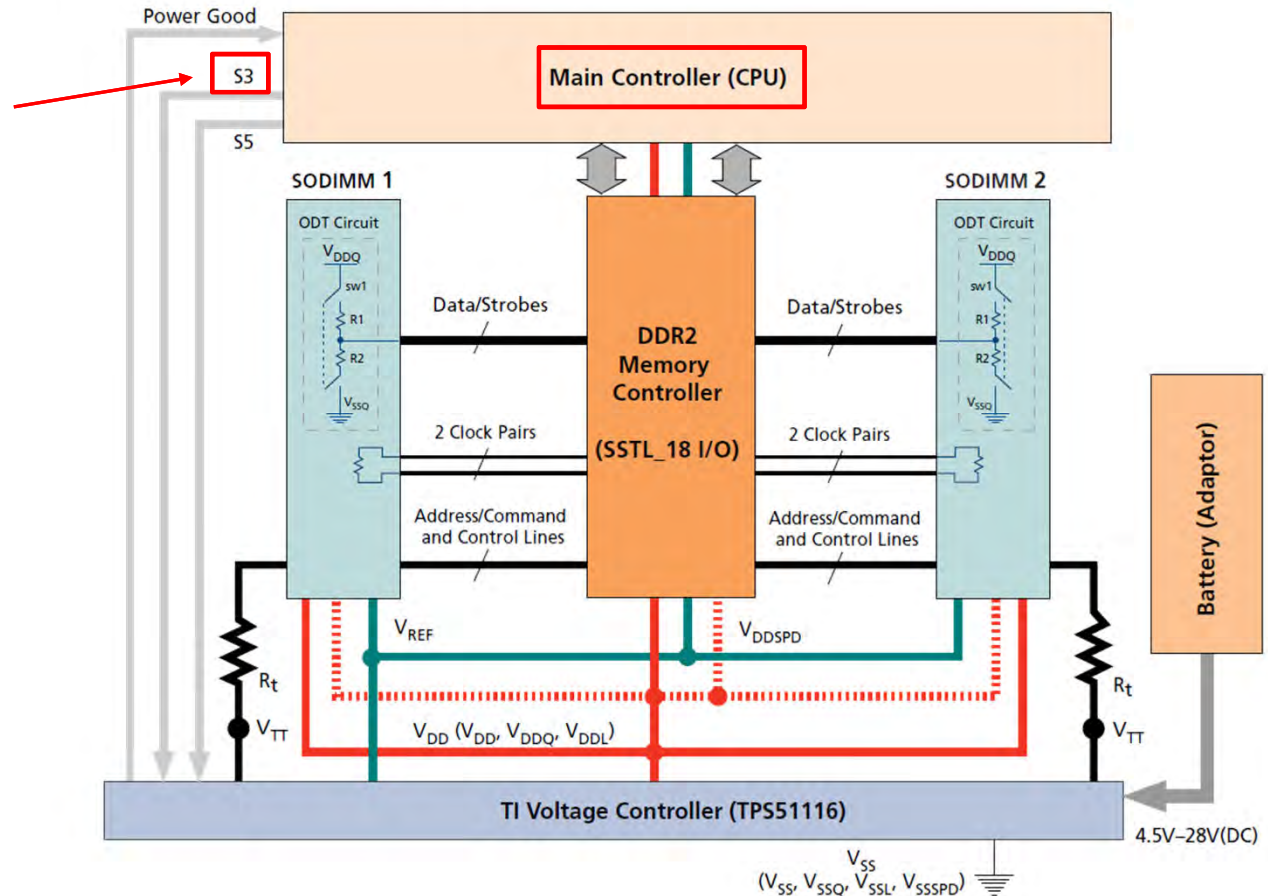 Power Good
S3
Main Controller (CPU)
S5
SODIMM 1
SODIMM 2
ODT Circuit
VDDQ
sw1
R1
R2
VSSQ
ODT Circuit
VDDQ
sw1
R1
R2
VSSQ
Data/Strobes
Data/Strobes
DDR2
Memory
Controller
(SSTL_18 I/O)
2 Clock Pairs
2 Clock Pairs
Address/Command
and Control Lines
Address/Command
and Control Lines
Battery (Adaptor)
VREF
VDDSPD
Rt
Rt
VTT
VTT
VDD (VDD, VDDQ, VDDL)
TI Voltage Controller (TPS51116)
4.5V–28V(DC)
VSS
(VSS, VSSQ, VSSL, VSSSPD)